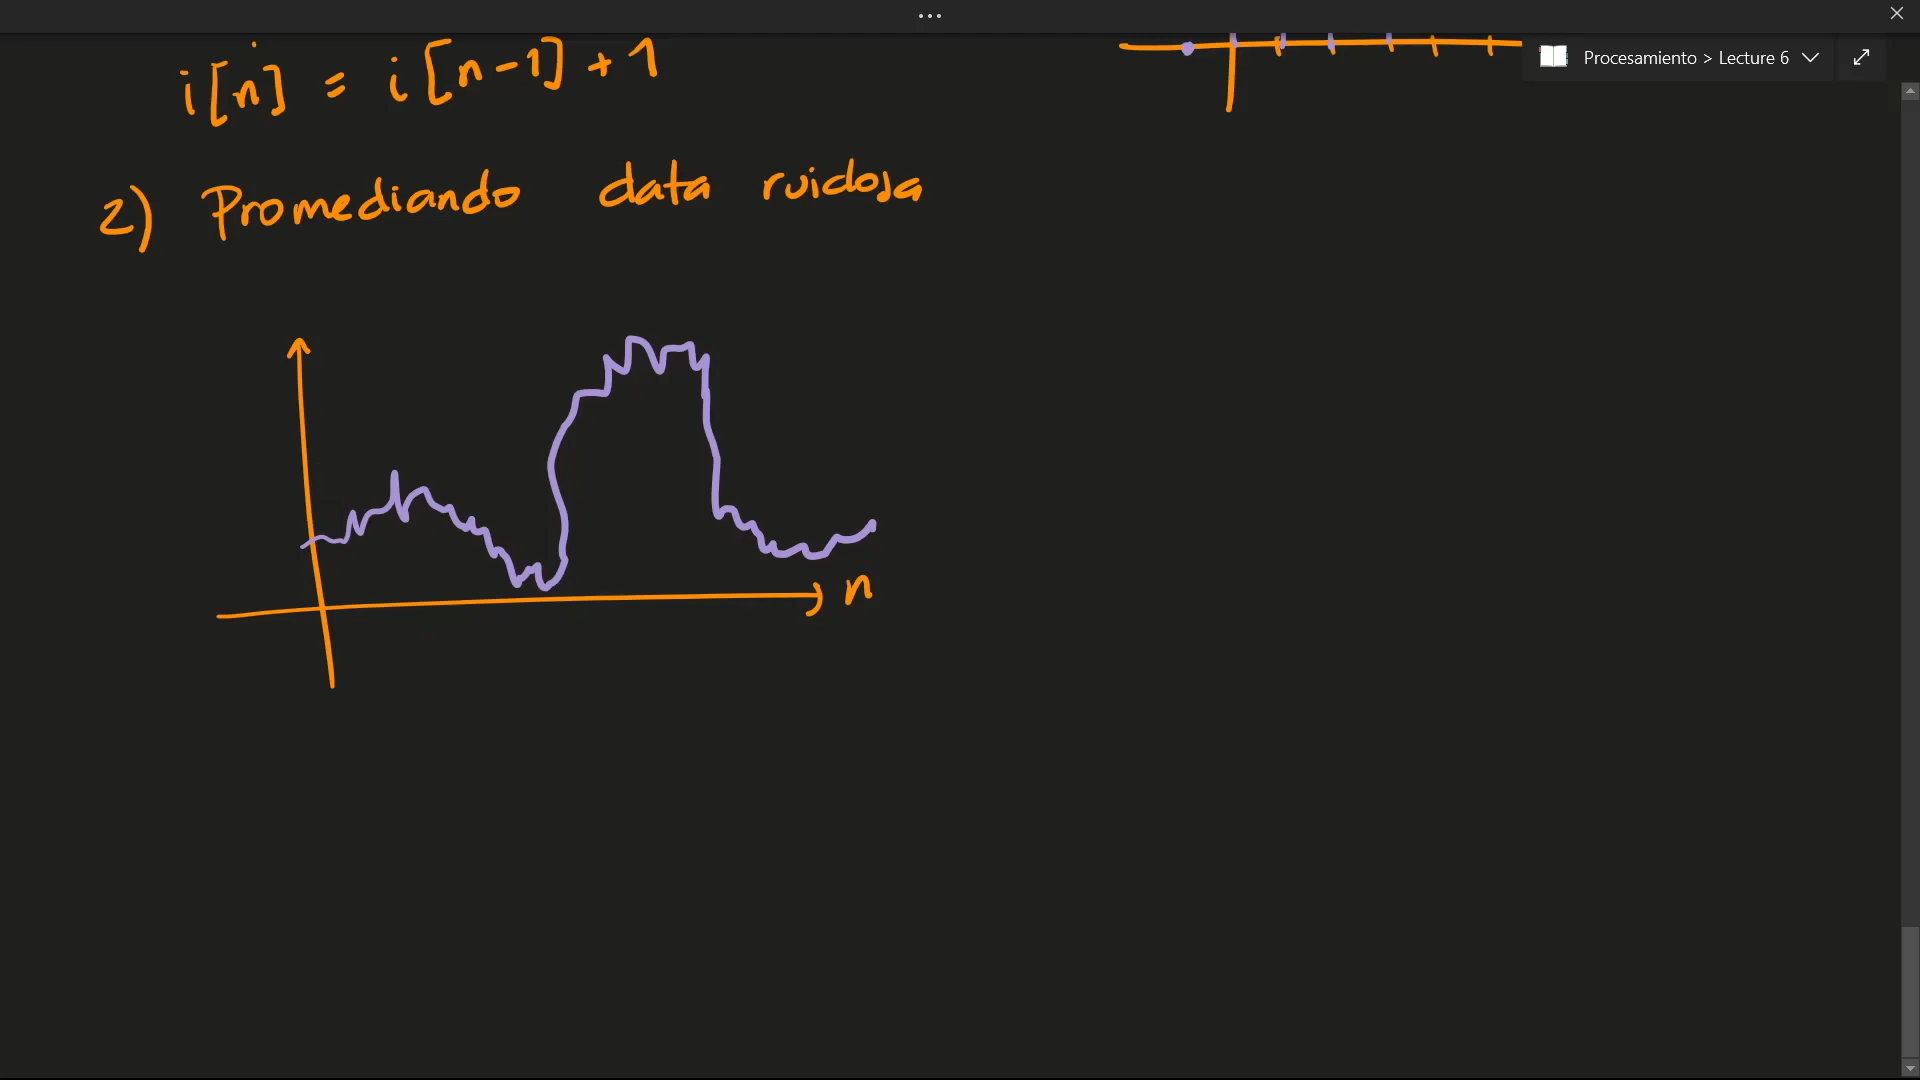 Procesamiento > Lecture 6
i[n] = i[n-1] + 1
2) Promediando data ruidosa
n